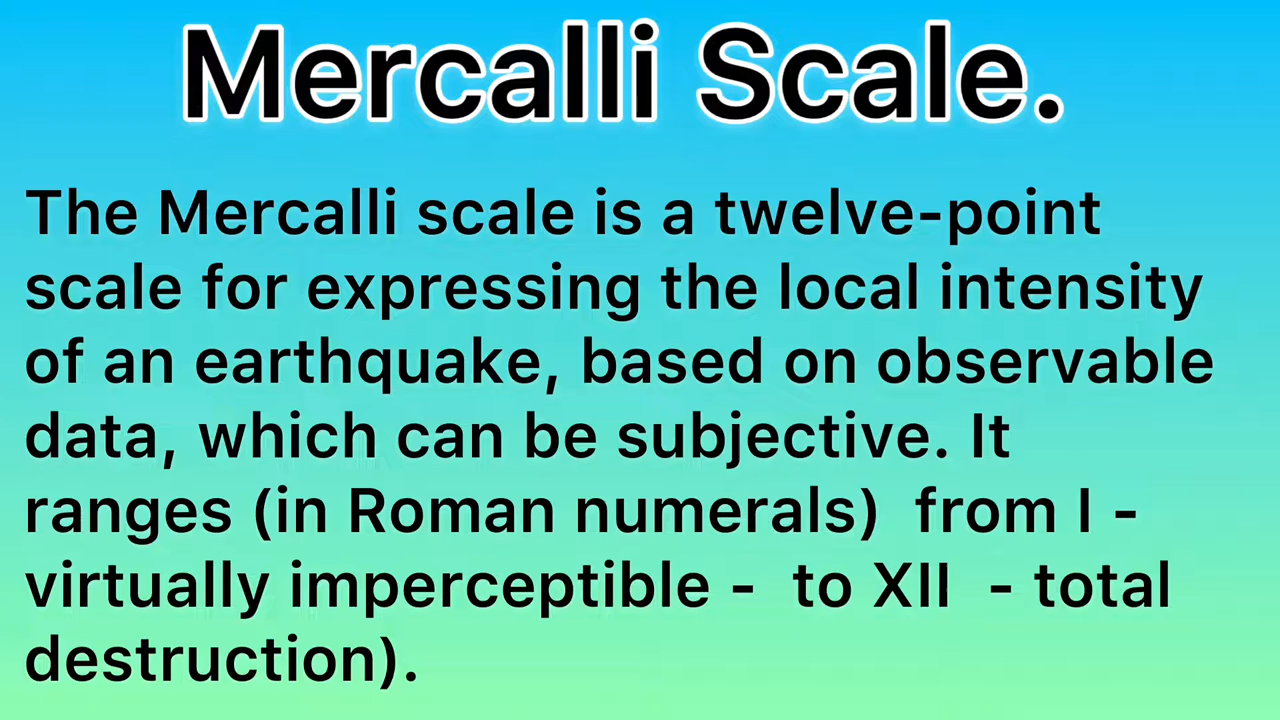 Mercalli Scale.
The Mercalli scale is a twelve-point
scale for expressing the local intensity
of an earthquake, based on observable
data, which can be subjective. It
ranges (in Roman numerals)  from I -
virtually imperceptible -  to XII  - total
destruction).